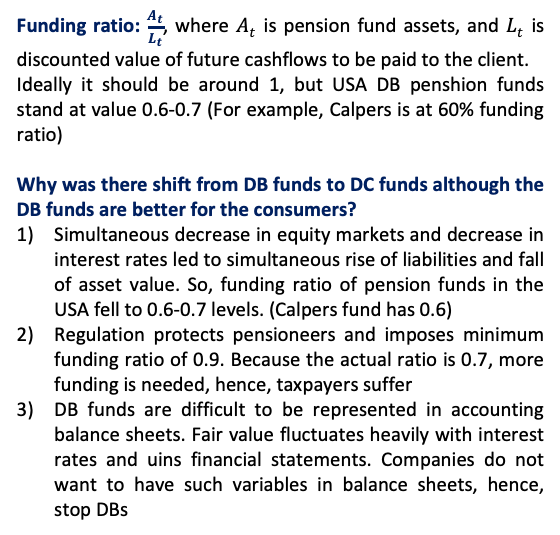 Funding ratio: A_t/L_t, where A_t is pension fund assets, and L_t is
discounted value of future cashflows to be paid to the client.
Ideally it should be around 1, but USA DB penshion funds
stand at value 0.6-0.7 (For example, Calpers is at 60% funding
ratio)
Why was there shift from DB funds to DC funds although the
DB funds are better for the consumers?
1) Simultaneous decrease in equity markets and decrease in
interest rates led to simultaneous rise of liabilities and fall
of asset value. So, funding ratio of pension funds in the
USA fell to 0.6-0.7 levels. (Calpers fund has 0.6)
2) Regulation protects pensioneers and imposes minimum
funding ratio of 0.9. Because the actual ratio is 0.7, more
funding is needed, hence, taxpayers suffer
3) DB funds are difficult to be represented in accounting
balance sheets. Fair value fluctuates heavily with interest
rates and uins financial statements. Companies do not
want to have such variables in balance sheets, hence,
stop DBs